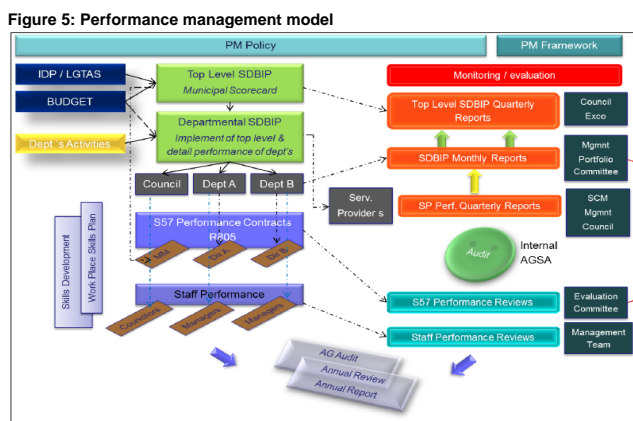 Figure 5: Performance management model
PM Policy
PM Framework
IDP / LGTAS
BUDGET
Dept.'s Activities
Top Level SDBIP
Municipal Scorecard
Departmental SDBIP
Implement of top level &
detail performance of dept's
Council
Dept A
Dept B
Serv.
Provider s
S57 Performance Contracts
R805
MM
Dir A
Dir B
Staff Performance
Councilors
Managers
Managers
Skills Development
Work Place Skills Plan
Monitoring / evaluation
Top Level SDBIP Quarterly
Reports
Council
Exco
SDBIP Monthly Reports
Mgmnt
Portfolio
Committee
SP Perf. Quarterly Reports
SCM
Mgmnt
Council
Audit
Internal
AGSA
S57 Performance Reviews
Evaluation
Committee
Staff Performance Reviews
Management
Team
AG Audit
Annual Review
Annual Report